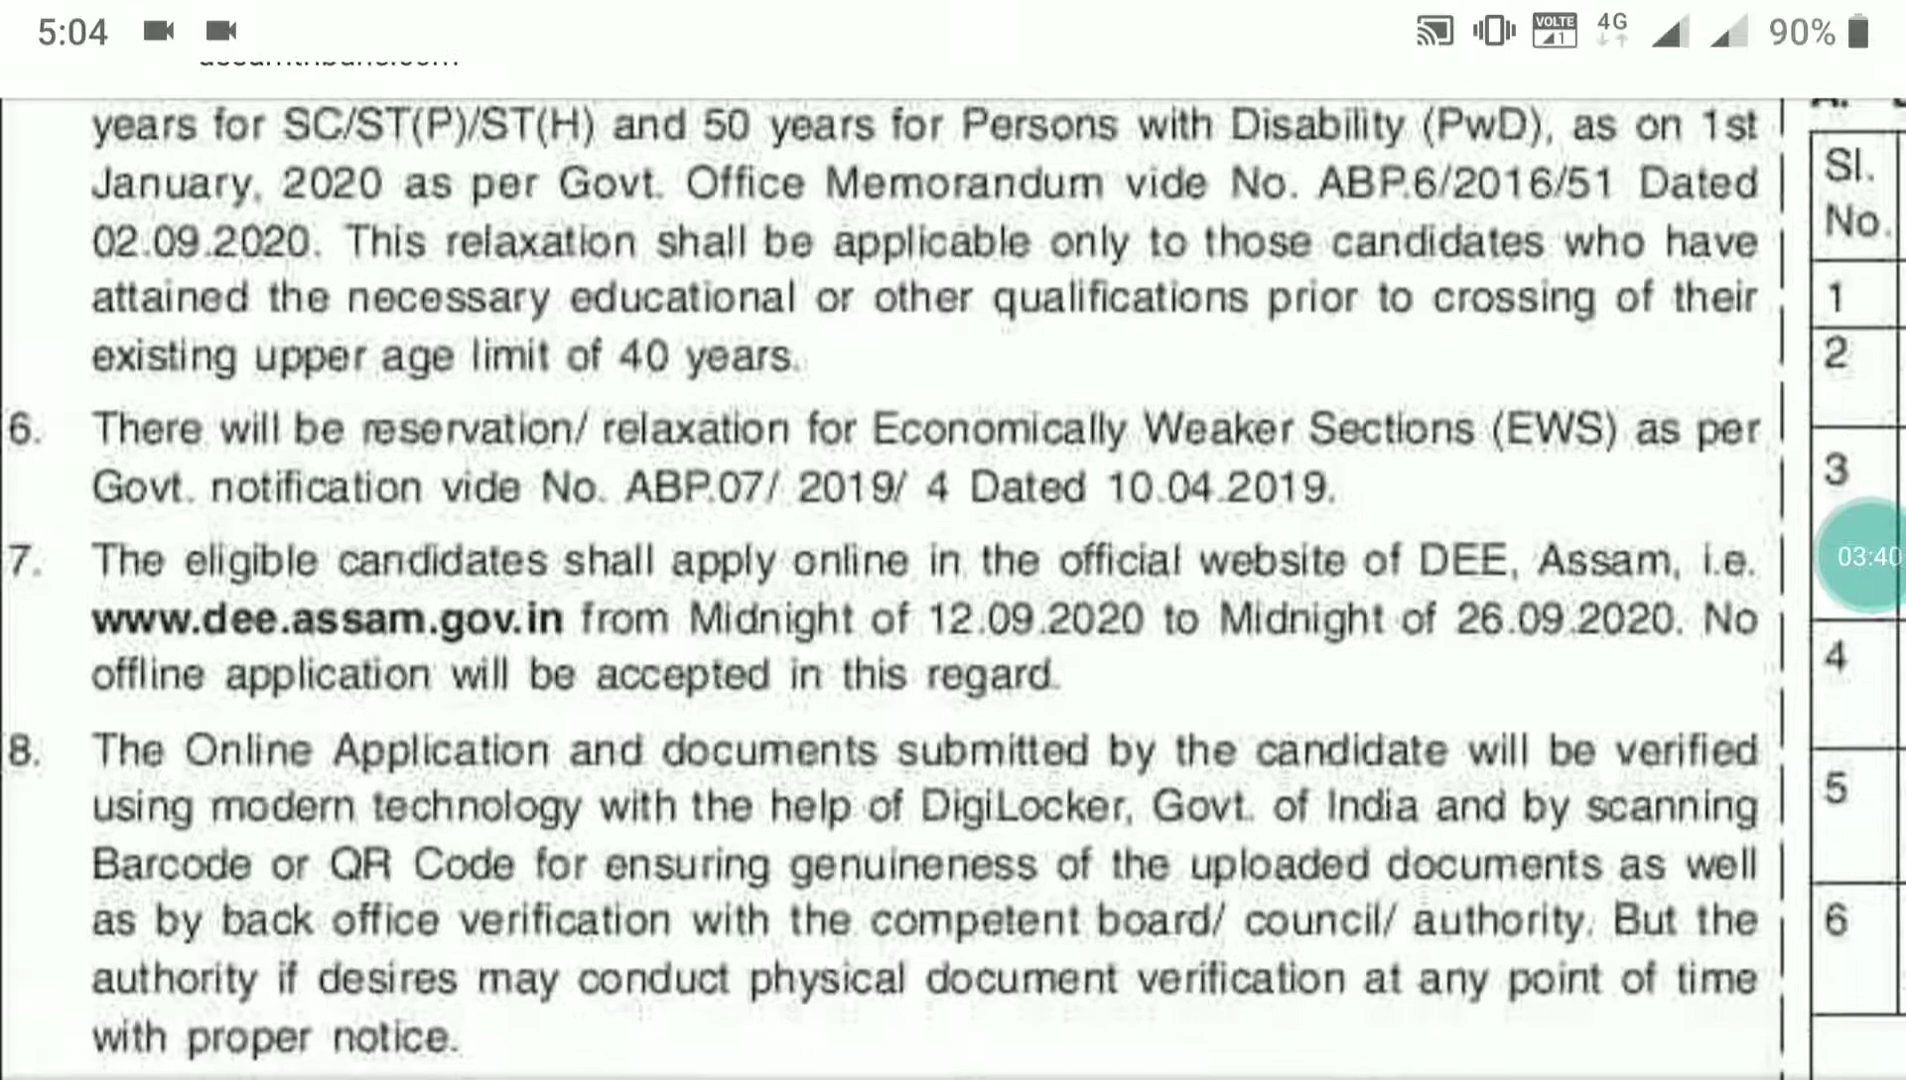 5:04 VOLTE 1 4G 90%
years for SC/ST(P)/ST(H) and 50 years for Persons with Disability (PwD), as on 1st
January, 2020 as per Govt. Office Memorandum vide No. ABP.6/2016/51 Dated
02.09.2020. This relaxation shall be applicable only to those candidates who have
attained the necessary educational or other qualifications prior to crossing of their
existing upper age limit of 40 years.
6. There will be reservation/ relaxation for Economically Weaker Sections (EWS) as per
Govt. notification vide No. ABP.07/ 2019/ 4 Dated 10.04.2019.
7. The eligible candidates shall apply online in the official website of DEE, Assam, i.e.
www.dee.assam.gov.in from Midnight of 12.09.2020 to Midnight of 26.09.2020. No
offline application will be accepted in this regard.
8. The Online Application and documents submitted by the candidate will be verified
using modern technology with the help of DigiLocker, Govt. of India and by scanning
Barcode or QR Code for ensuring genuineness of the uploaded documents as well
as by back office verification with the competent board/ council/ authority. But the
authority if desires may conduct physical document verification at any point of time
with proper notice.
Sl.
No.
1
2
3
03:40
4
5
6